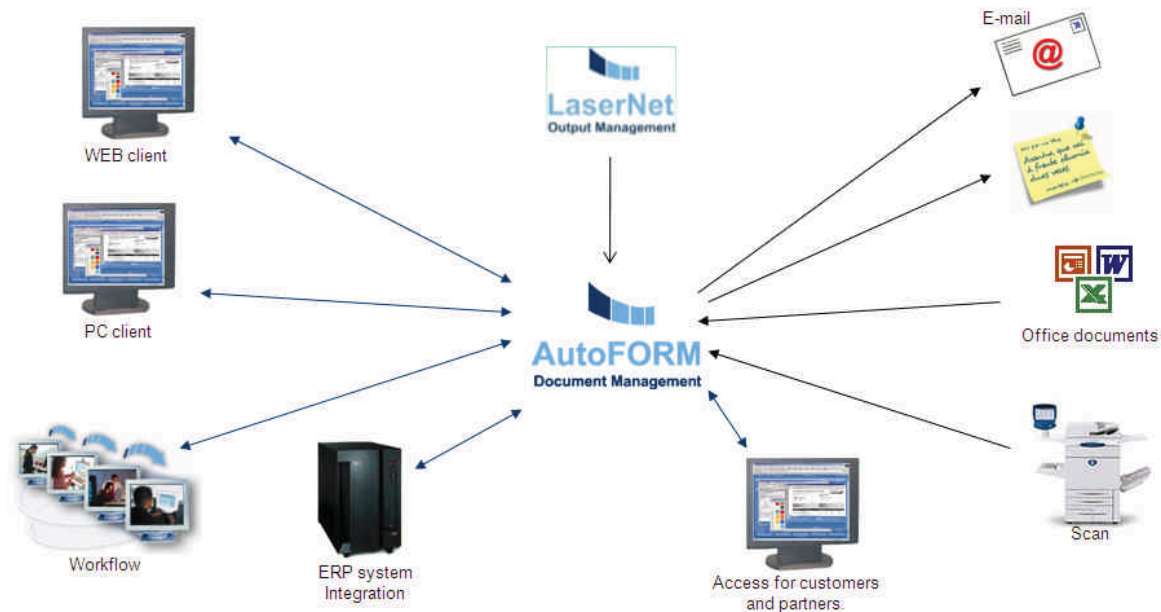 E-mail
@
LaserNet
Output Management
WEB client
PC client
W
X
Office documents
AutoFORM
Document Management
Workflow
ERP system
Integration
Access for customers
and partners.
Scan